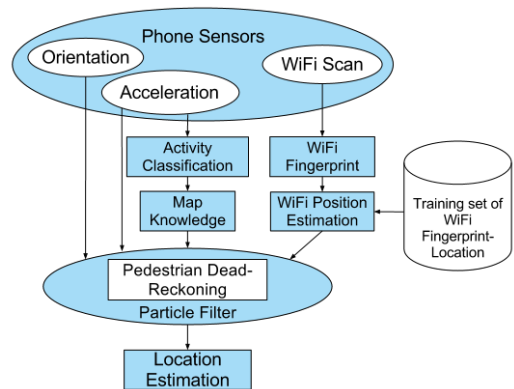 Phone Sensors
Orientation
WiFi Scan
Acceleration
Activity
Classification
WiFi
Fingerprint
Map
Knowledge
WiFi Position
Estimation
Training set of
WiFi
Fingerprint-
Location
Pedestrian Dead-
Reckoning
Particle Filter
Location
Estimation